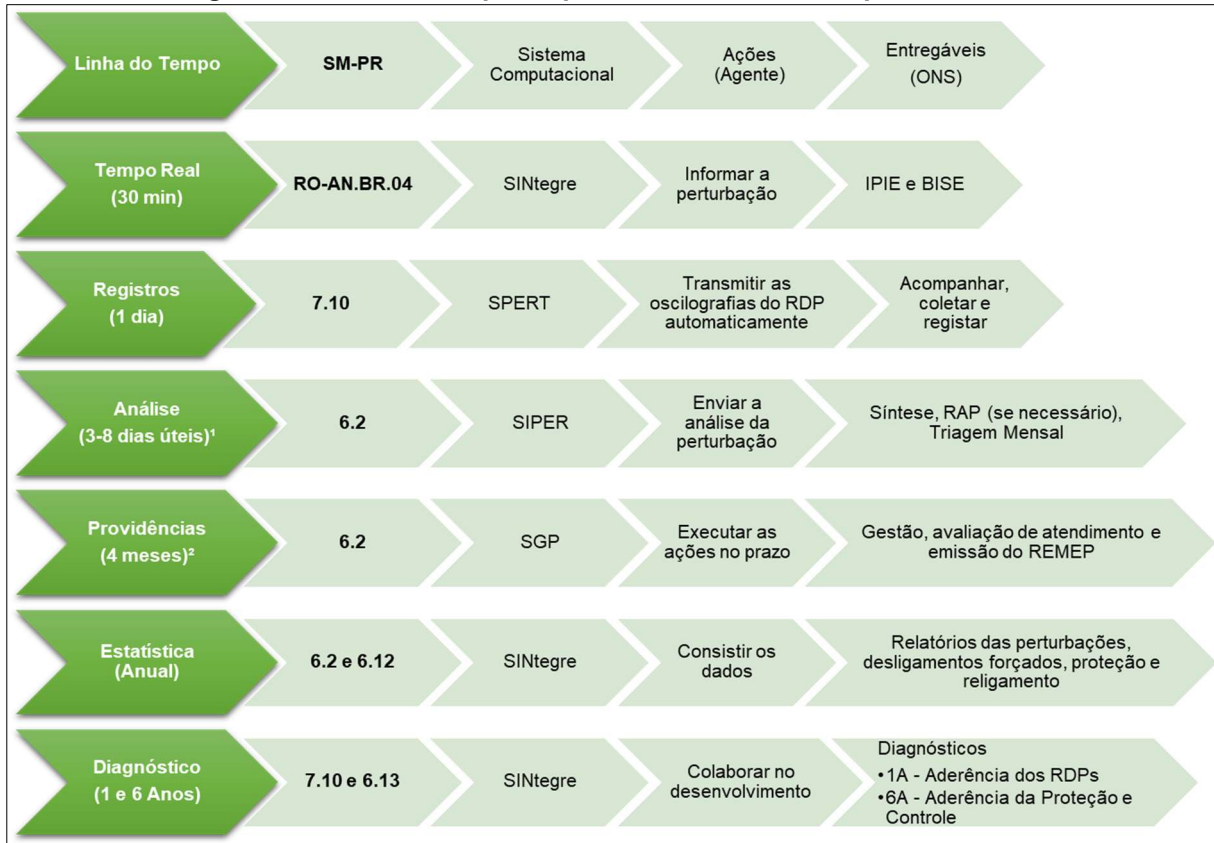 Linha do Tempo
SM-PR
Sistema
Computacional
Ações
(Agente)
Entregáveis
(ONS)
Tempo Real
(30 min)
RO-AN.BR.04
SINtegre
Informar a
perturbação
IPIE e BISE
Registros
(1 dia)
7.10
SPERT
Transmitir as
oscilografias do RDP
automaticamente
Acompanhar,
coletar e
registar
Análise
(3-8 dias úteis)¹
6.2
SIPER
Enviar a
análise da
perturbação
Síntese, RAP (se necessário),
Triagem Mensal
Providências
(4 meses)²
6.2
SGP
Executar as
ações no prazo
Gestão, avaliação de atendimento e
emissão do REMEP
Estatística
(Anual)
6.2 e 6.12
SINtegre
Consistir os
dados
Relatórios das perturbações,
desligamentos forçados, proteção e
religamento
Diagnóstico
(1 e 6 Anos)
7.10 e 6.13
SINtegre
Colaborar no
desenvolvimento
Diagnósticos
•1A - Aderência dos RDPs
•6A - Aderência da Proteção e
Controle